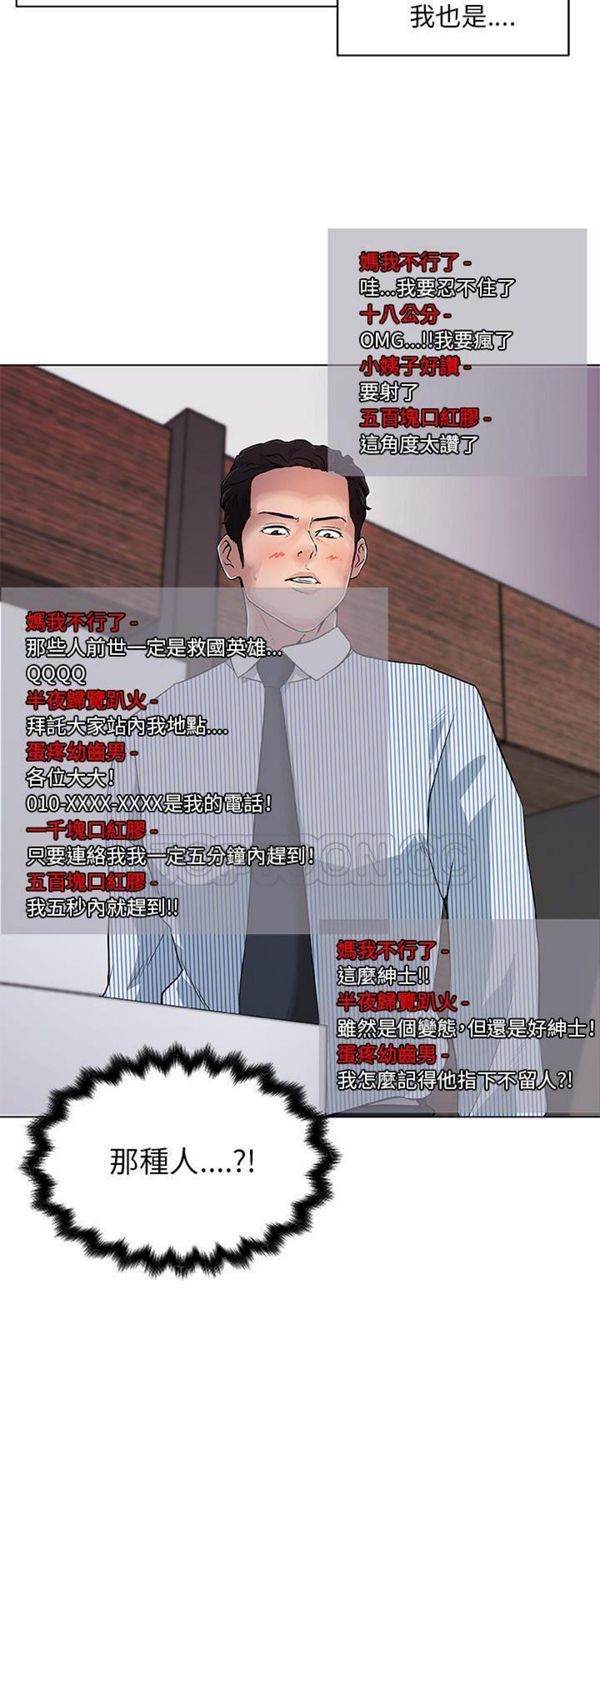 我也是....
媽我不行了 -
哇...我要忍不住了
十八公分 -
OMG...!!我要瘋了
小姨子好讚 -
要射了
五百塊口紅膠 -
這角度太讚了
媽我不行了 -
那些人前世一定是救國英雄...
QQQQ
半夜歸覽趴火 -
拜託大家站內我地點....
蛋疼幼齒男 -
各位大大!
010-XXXX-XXXX是我的電話!
一千塊口紅膠 -
只要連絡我我一定五分鐘內趕到!
五百塊口紅膠 -
我五秒內就趕到!!
媽我不行了 -
這麼紳士!!
半夜歸覽趴火 -
雖然是個變態,但還是好紳士!
蛋疼幼齒男 -
我怎麼記得他指下不留人?!
那種人....?!